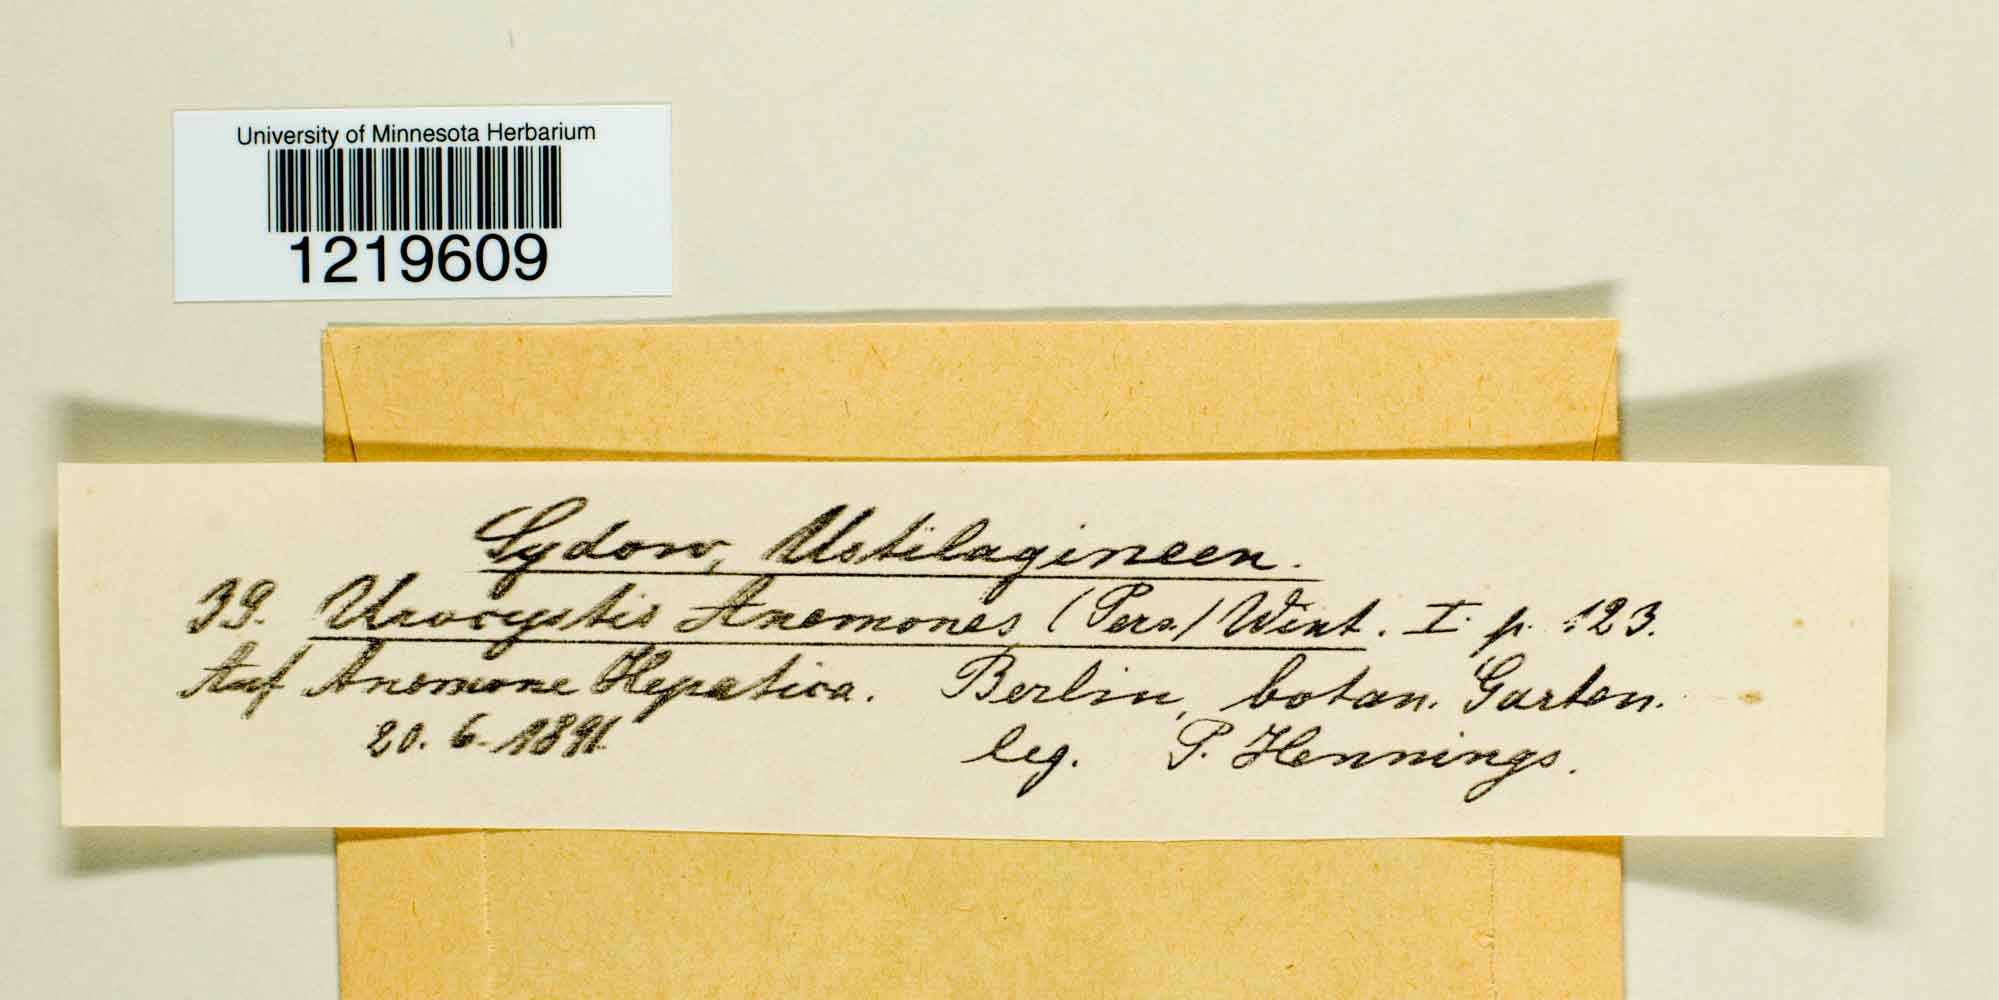 University of Minnesota Herbarium
1219609
Sydow, Ustilagineen.
39. Urocystis Anemones (Pers.) Wint. I. p. 123.
Auf Anemone Hepatica. Berlin, botan. Garten.
20. 6. 1891. leg. P. Hennings.